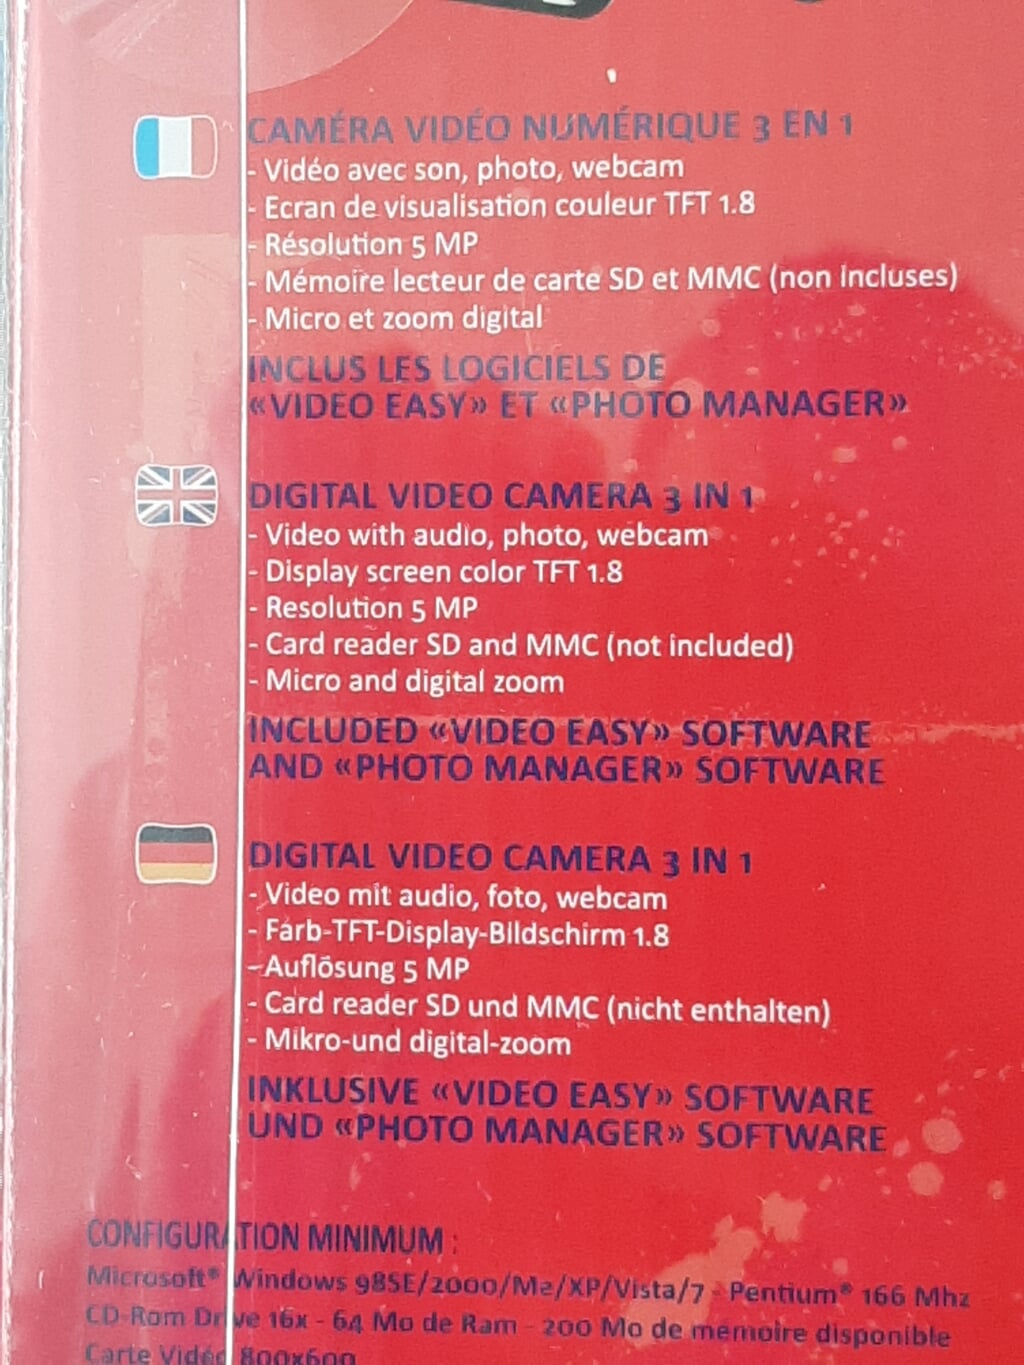 CAMÉRA VIDÉO NUMÉRIQUE 3 EN 1
- Vidéo avec son, photo, webcam
- Ecran de visualisation couleur TFT 1.8
- Résolution 5 MP
- Mémoire lecteur de carte SD et MMC (non incluses)
- Micro et zoom digital
INCLUS LES LOGICIELS DE
«VIDEO EASY» ET «PHOTO MANAGER»
DIGITAL VIDEO CAMERA 3 IN 1
- Video with audio, photo, webcam
- Display screen color TFT 1.8
- Resolution 5 MP
- Card reader SD and MMC (not included)
- Micro and digital zoom
INCLUDED «VIDEO EASY» SOFTWARE
AND «PHOTO MANAGER» SOFTWARE
DIGITAL VIDEO CAMERA 3 IN 1
- Video mit audio, foto, webcam
- Farb-TFT-Display-Bildschirm 1.8
- Auflösung 5 MP
- Card reader SD und MMC (nicht enthalten)
- Mikro-und digital-zoom
INKLUSIVE «VIDEO EASY» SOFTWARE
UND «PHOTO MANAGER» SOFTWARE
CONFIGURATION MINIMUM :
Microsoft® Windows 98SE/2000/Me/XP/Vista/7 - Pentium® 166 Mhz
CD-Rom Drive 16x - 64 Mo de Ram - 200 Mo de memoire disponible
Carte Vidéo 800x600